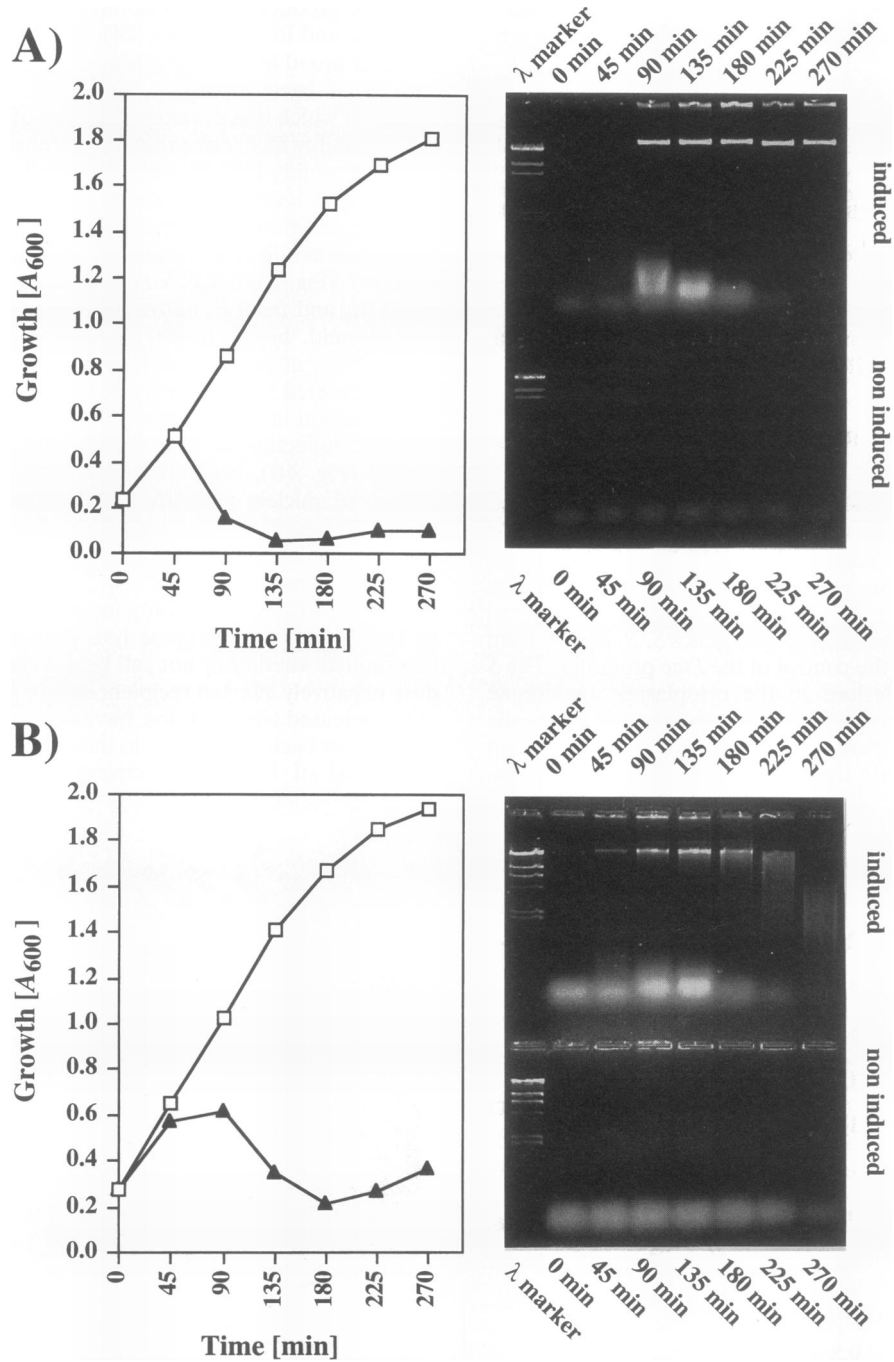 A)
λ marker
0 min
45 min
90 min
135 min
180 min
225 min
270 min
Growth [A600]
2.0
1.8
1.6
1.4
1.2
1.0
0.8
0.6
0.4
0.2
0.0
0
45
90
135
180
225
270
Time [min]
induced
non induced
λ marker
0 min
45 min
90 min
135 min
180 min
225 min
270 min
B)
λ marker
0 min
45 min
90 min
135 min
180 min
225 min
270 min
Growth [A600]
2.0
1.8
1.6
1.4
1.2
1.0
0.8
0.6
0.4
0.2
0.0
0
45
90
135
180
225
270
Time [min]
induced
non induced
λ marker
0 min
45 min
90 min
135 min
180 min
225 min
270 min